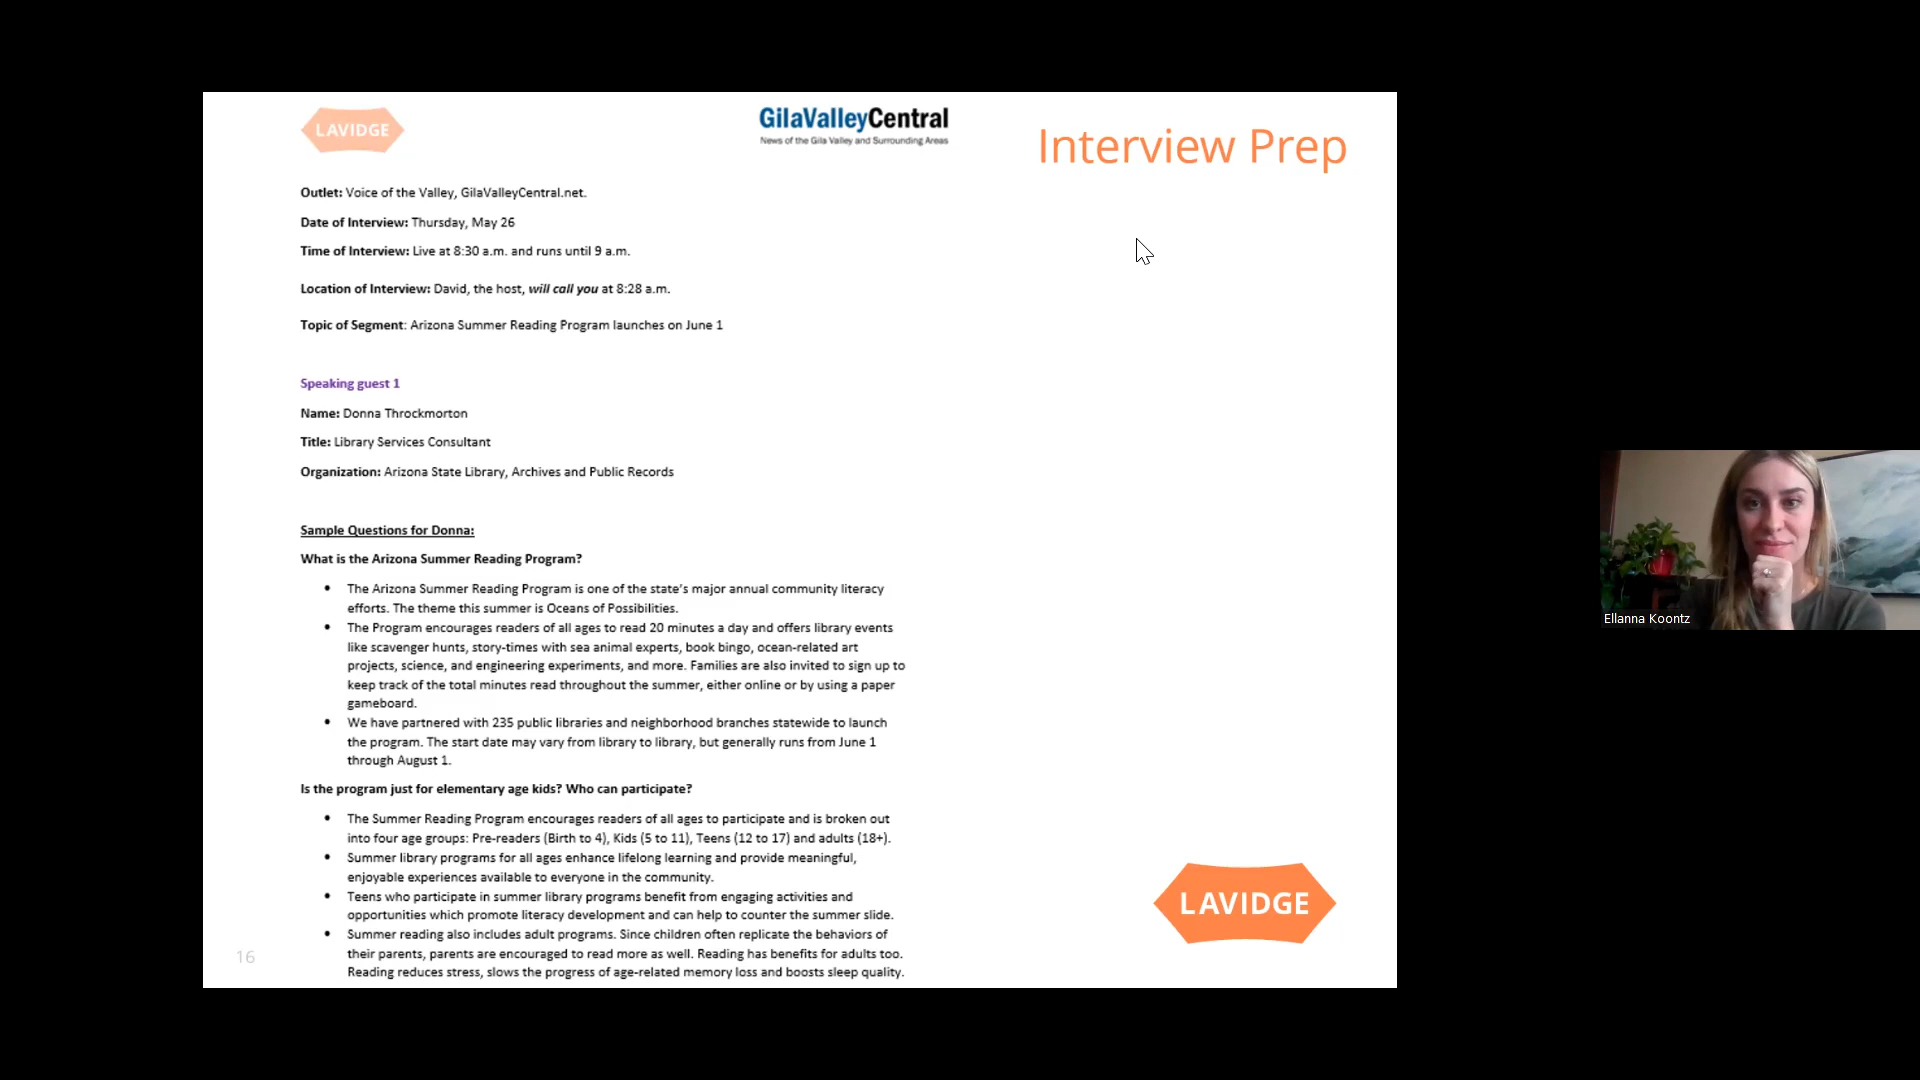 LAVIDGE
GilaValleyCentral
News of the Gila Valley and Surrounding Areas
Interview Prep
Outlet: Voice of the Valley, GilaValleyCentral.net.
Date of Interview: Thursday, May 26
Time of Interview: Live at 8:30 a.m. and runs until 9 a.m.
Location of Interview: David, the host, will call you at 8:28 a.m.
Topic of Segment: Arizona Summer Reading Program launches on June 1
Speaking guest 1
Name: Donna Throckmorton
Title: Library Services Consultant
Organization: Arizona State Library, Archives and Public Records
Sample Questions for Donna:
What is the Arizona Summer Reading Program?
• The Arizona Summer Reading Program is one of the state's major annual community literacy
efforts. The theme this summer is Oceans of Possibilities.
• The Program encourages readers of all ages to read 20 minutes a day and offers library events
like scavenger hunts, story-times with sea animal experts, book bingo, ocean-related art
projects, science, and engineering experiments, and more. Families are also invited to sign up to
keep track of the total minutes read throughout the summer, either online or by using a paper
gameboard.
• We have partnered with 235 public libraries and neighborhood branches statewide to launch
the program. The start date may vary from library to library, but generally runs from June 1
through August 1.
Is the program just for elementary age kids? Who can participate?
• The Summer Reading Program encourages readers of all ages to participate and is broken out
into four age groups: Pre-readers (Birth to 4), Kids (5 to 11), Teens (12 to 17) and adults (18+).
• Summer library programs for all ages enhance lifelong learning and provide meaningful,
enjoyable experiences available to everyone in the community.
• Teens who participate in summer library programs benefit from engaging activities and
opportunities which promote literacy development and can help to counter the summer slide.
• Summer reading also includes adult programs. Since children often replicate the behaviors of
their parents, parents are encouraged to read more as well. Reading has benefits for adults too.
Reading reduces stress, slows the progress of age-related memory loss and boosts sleep quality.
16
LAVIDGE
Ellanna Koontz